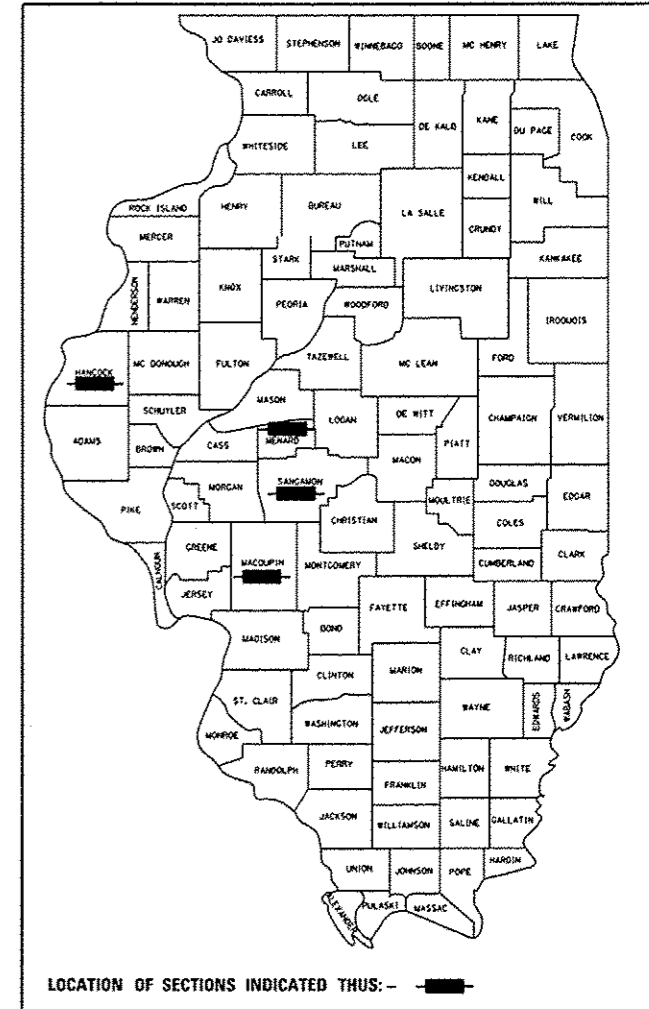 JO DAVIESS STEPHENSON WINNEBAGO BOONE MC HENRY LAKE
CARROLL OGLE DE KALB KANE DU PAGE COOK
WHITESIDE LEE KENDALL WILL
ROCK ISLAND HENRY BUREAU LA SALLE GRUNDY
MERCER PUTNAM KANKAKEE
HENDERSON WARREN KNOX STARK MARSHALL LIVINGSTON
PEORIA WOODFORD IROQUOIS
HANCOCK MC DONOUGH FULTON TAZEWELL MC LEAN FORD
SCHUYLER MASON LOGAN DE WITT CHAMPAIGN VERMILION
ADAMS BROWN CASS MENARD PIATT
MACON
PIKE SCOTT MORGAN SANGAMON MOULTRIE DOUGLAS EDGAR
CHRISTIAN COLES
GREENE MACOUPIN MONTGOMERY SHELBY CUMBERLAND CLARK
CALHOUN JERSEY FAYETTE EFFINGHAM JASPER CRAWFORD
MADISON BOND
CLINTON MARION CLAY RICHLAND LAWRENCE
ST. CLAIR WASHINGTON JEFFERSON WAYNE EDWARDS WABASH
MONROE
RANDOLPH PERRY FRANKLIN HAMILTON WHITE
JACKSON WILLIAMSON SALINE GALLATIN
UNION JOHNSON POPE HARDIN
ALEXANDER PULASKI MASSAC
LOCATION OF SECTIONS INDICATED THUS: -